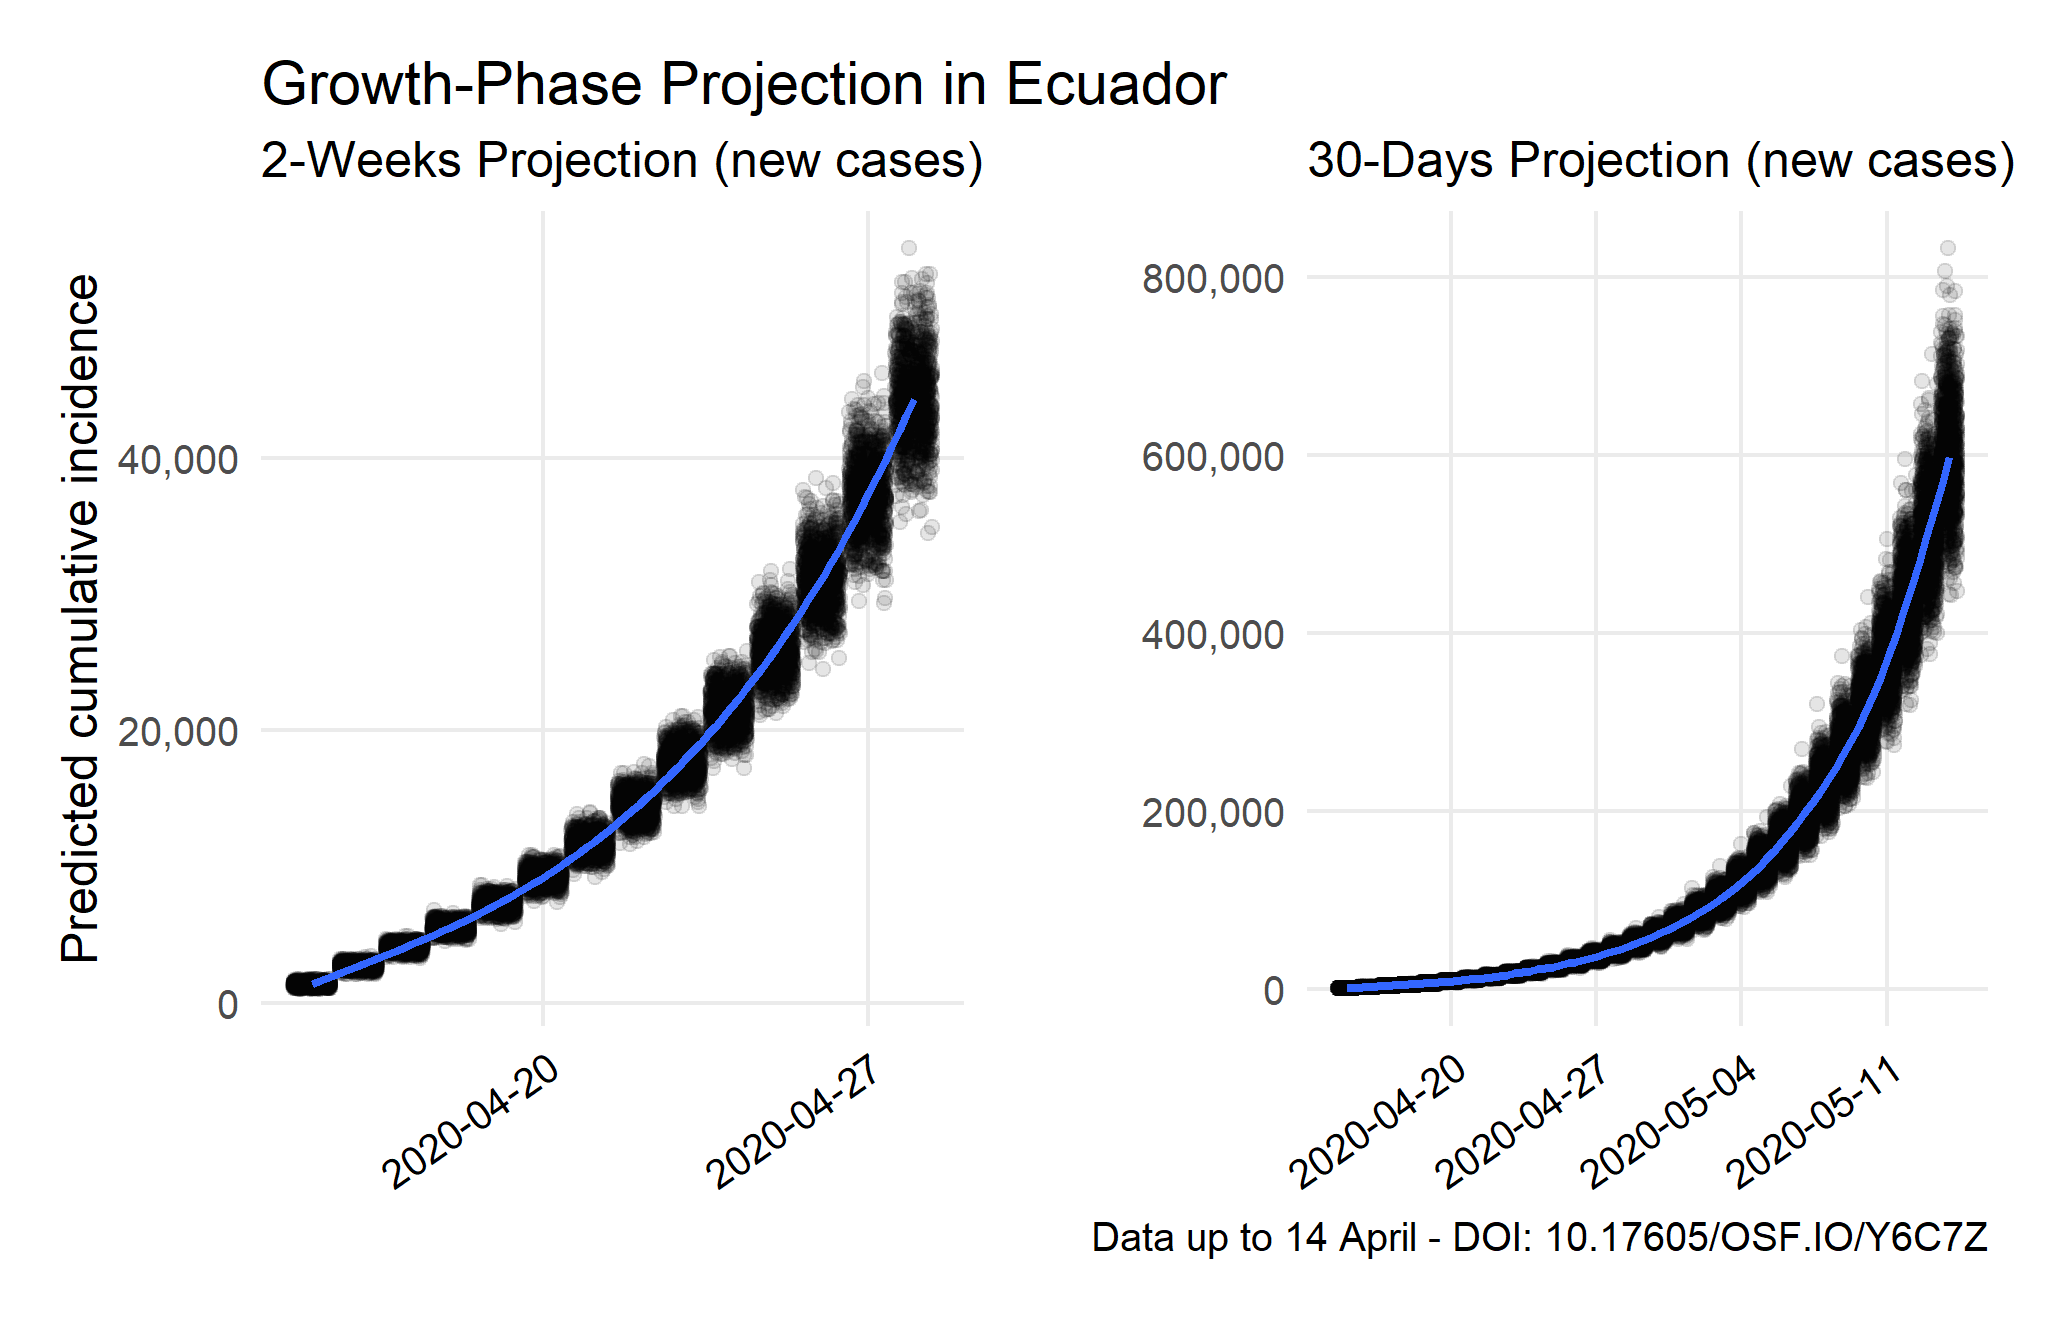 Growth-Phase Projection in Ecuador
2-Weeks Projection (new cases)
Predicted cumulative incidence
40,000
20,000
0
2020-04-20
2020-04-27
30-Days Projection (new cases)
800,000
600,000
400,000
200,000
0
2020-04-20
2020-04-27
2020-05-04
2020-05-11
Data up to 14 April - DOI: 10.17605/OSF.IO/Y6C7Z